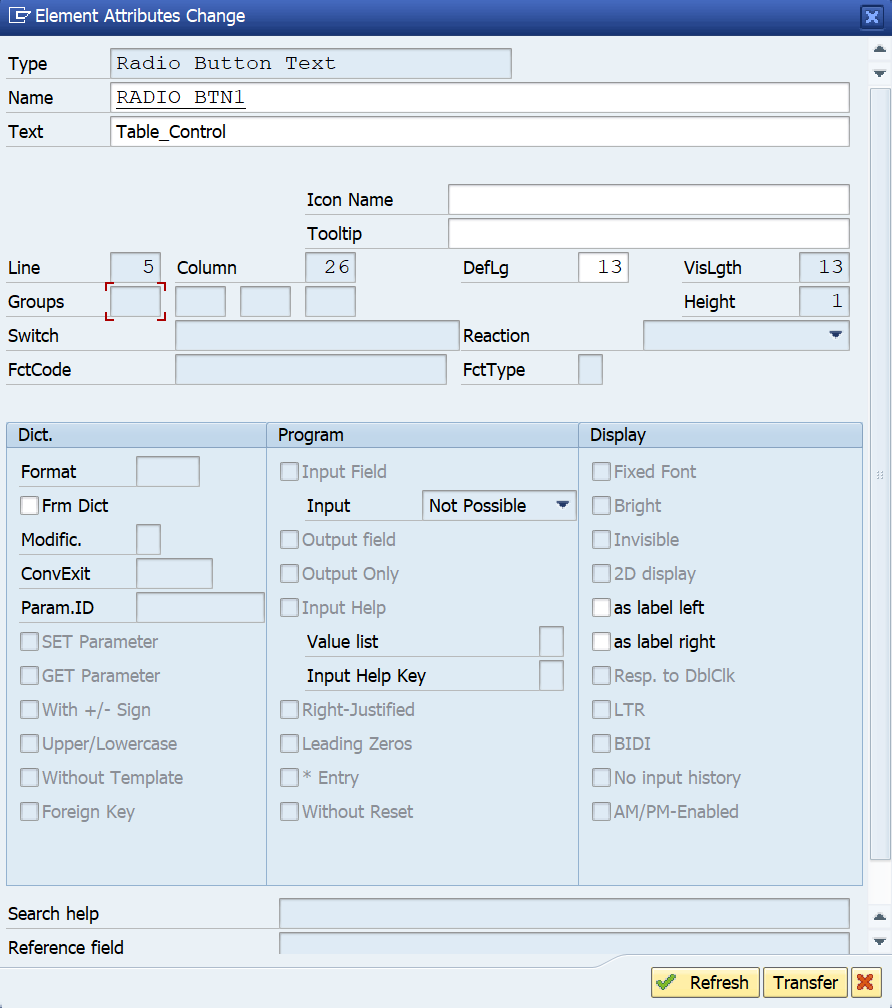 Element Attributes Change
Type Radio Button Text
Name RADIO BTN1
Text Table_Control
Icon Name
Tooltip
Line 5 Column 26 DefLg 13 VisLgth 13
Groups Height 1
Switch Reaction
FctCode FctType
Dict. Program Display
Format Input Field Fixed Font
Frm Dict Input Not Possible Bright
Modific. Output field Invisible
ConvExit Output Only 2D display
Param.ID Input Help as label left
SET Parameter Value list as label right
GET Parameter Input Help Key Resp. to DblClk
With +/- Sign Right-Justified LTR
Upper/Lowercase Leading Zeros BIDI
Without Template * Entry No input history
Foreign Key Without Reset AM/PM-Enabled
Search help
Reference field
Refresh Transfer